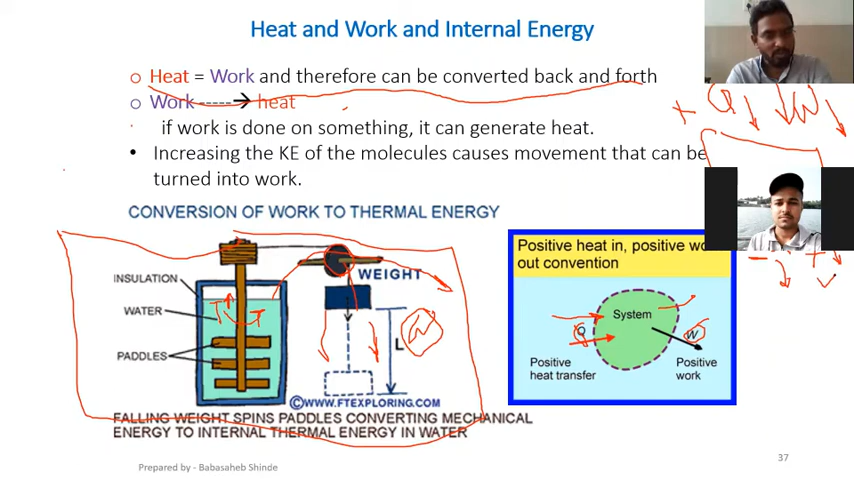 Heat and Work and Internal Energy
o Heat = Work and therefore can be converted back and forth
o Work -----➔ heat
if work is done on something, it can generate heat.
• Increasing the KE of the molecules causes movement that can be
turned into work.
CONVERSION OF WORK TO THERMAL ENERGY
INSULATION
WATER
PADDLES
WEIGHT
L
T T
W
©WWW.FTEXPLORING.COM
FALLING WEIGHT SPINS PADDLES CONVERTING MECHANICAL
ENERGY TO INTERNAL THERMAL ENERGY IN WATER
Positive heat in, positive wo
out convention
System
Q
W
Positive
heat transfer
Positive
work
+ Q W
- +
Prepared by - Babasaheb Shinde
37